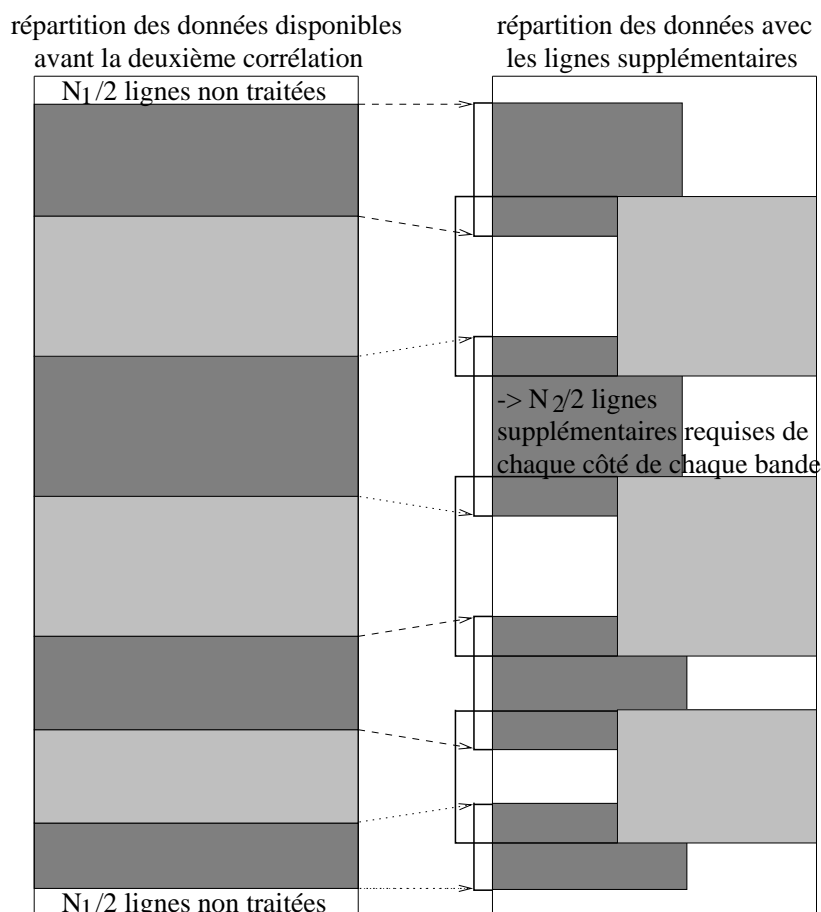 répartition des données disponibles
avant la deuxième corrélation
répartition des données avec
les lignes supplémentaires
N1/2 lignes non traitées
-> N2/2 lignes
supplémentaires requises de
chaque côté de chaque bande
N1/2 lignes non traitées